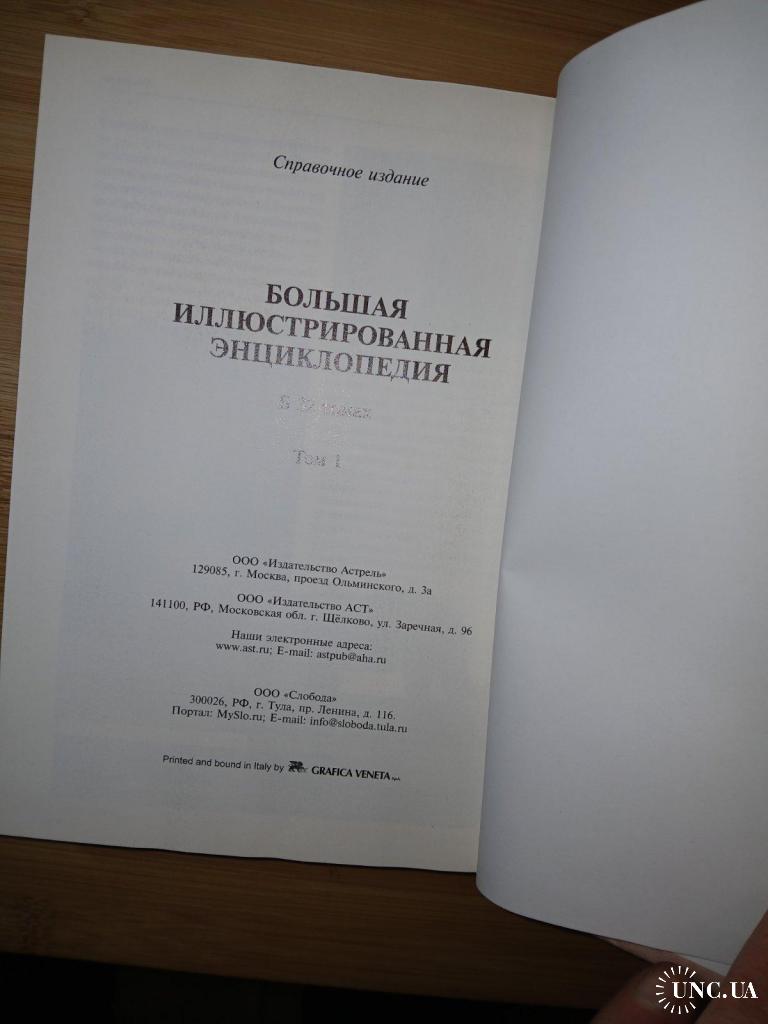 Справочное издание
БОЛЬШАЯ
ИЛЛЮСТРИРОВАННАЯ
ЭНЦИКЛОПЕДИЯ
В 32 томах
Том 1
ООО «Издательство Астрель»
129085, г. Москва, проезд Ольминского, д. 3а
ООО «Издательство АСТ»
141100, РФ, Московская обл. г. Щёлково, ул. Заречная, д. 96
Наши электронные адреса:
www.ast.ru; E-mail: astpub@aha.ru
ООО «Слобода»
300026, РФ, г. Тула, пр. Ленина, д. 116.
Портал: MySlo.ru; E-mail: info@sloboda.tula.ru
Printed and bound in Italy by GRAFICA VENETA S.p.A.
UNC.UA